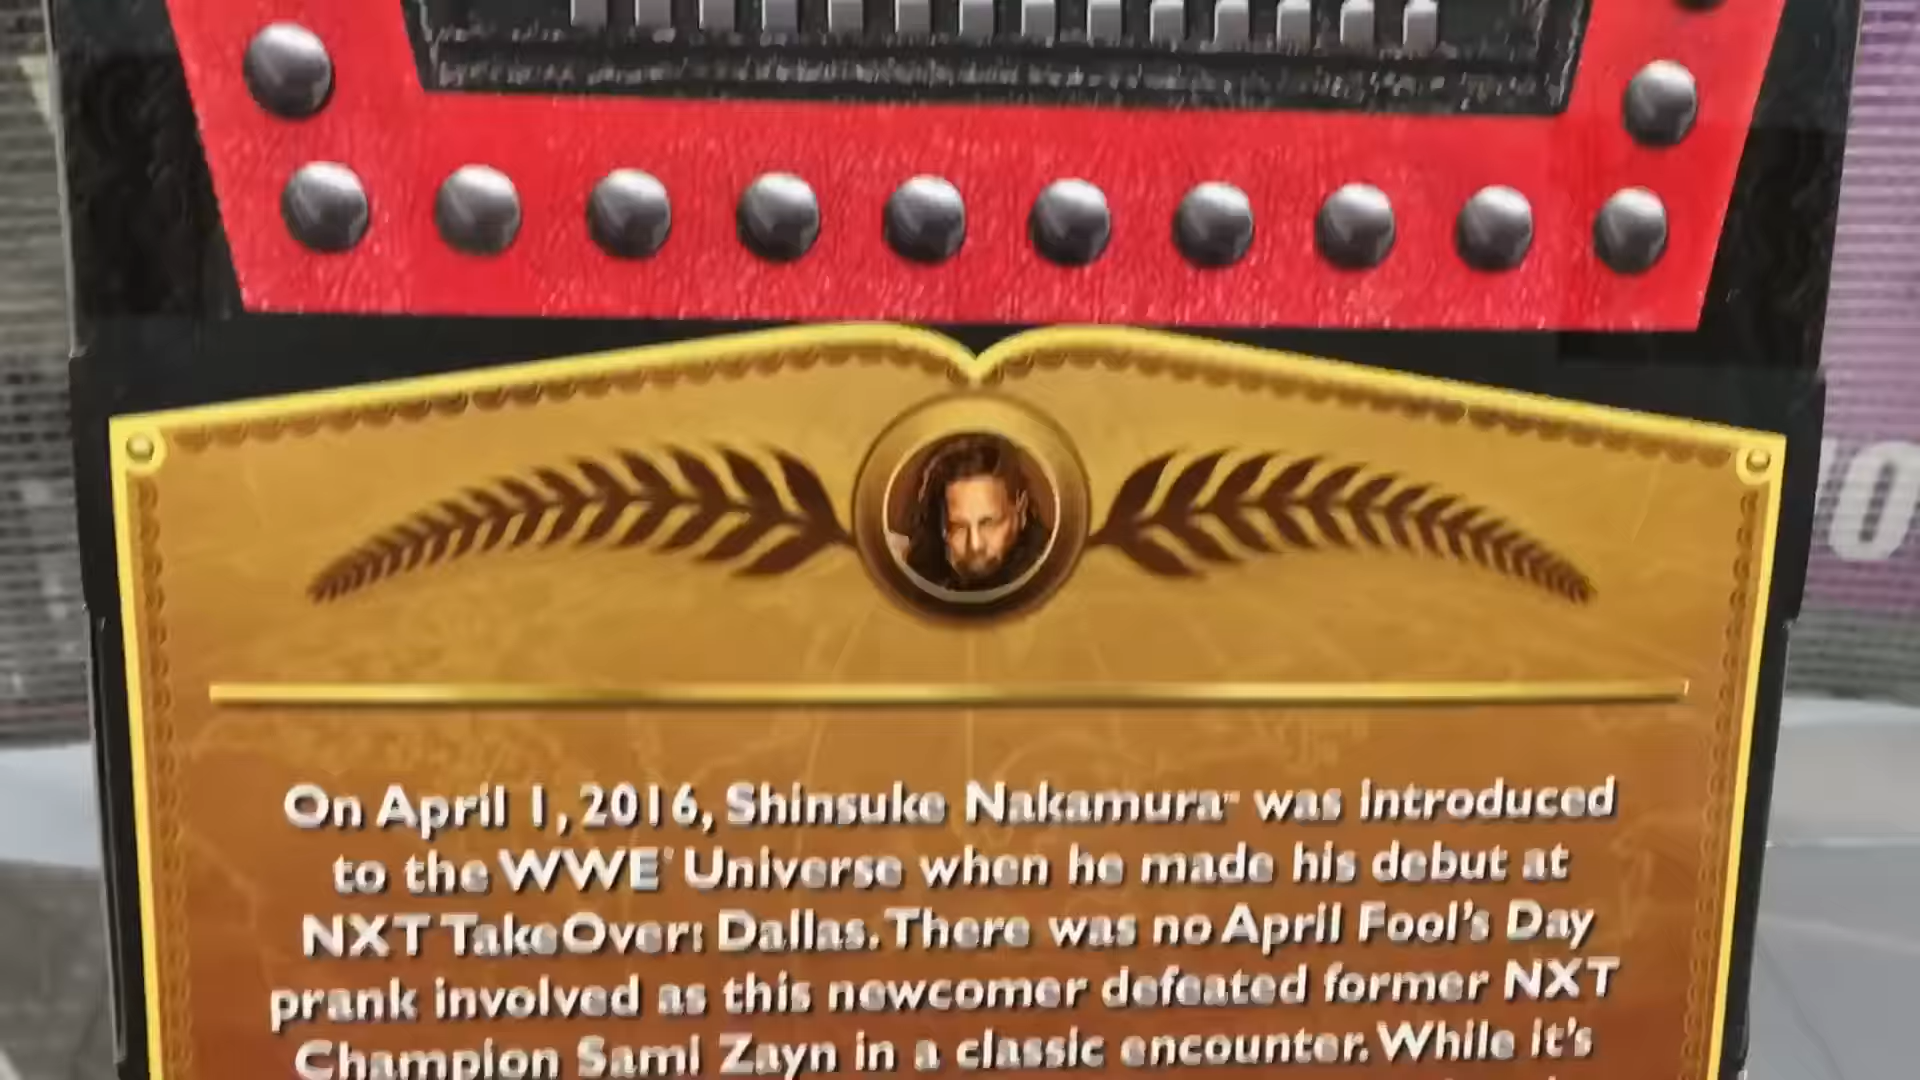 On April 1, 2016, Shinsuke Nakamura™ was introduced
to the WWE® Universe when he made his debut at
NXT TakeOver: Dallas. There was no April Fool's Day
prank involved as this newcomer defeated former NXT
Champion Sami Zayn in a classic encounter. While it's